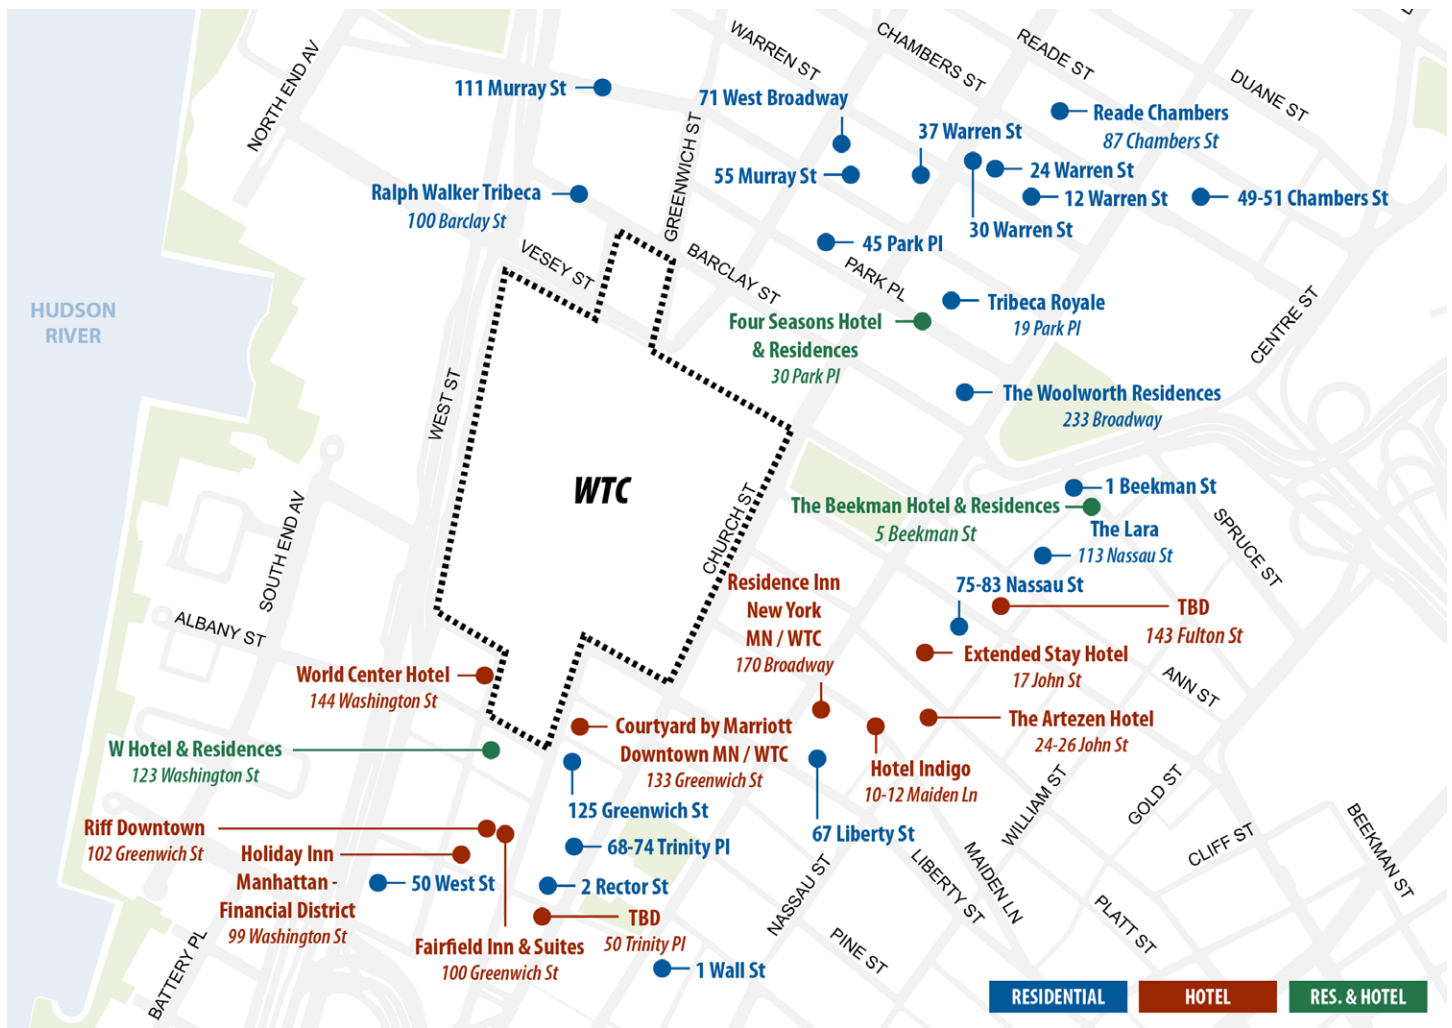 WARREN ST
CHAMBERS ST
READE ST
DUANE ST
NORTH END AV
111 Murray St
71 West Broadway
Reade Chambers
87 Chambers St
GREENWICH ST
37 Warren St
55 Murray St
24 Warren St
12 Warren St
49-51 Chambers St
30 Warren St
Ralph Walker Tribeca
100 Barclay St
VESEY ST
BARCLAY ST
45 Park Pl
PARK PL
HUDSON
RIVER
Tribeca Royale
19 Park Pl
Four Seasons Hotel
& Residences
30 Park Pl
CENTRE ST
WEST ST
The Woolworth Residences
233 Broadway
WTC
1 Beekman St
The Beekman Hotel & Residences
5 Beekman St
The Lara
113 Nassau St
SPRUCE ST
SOUTH END AV
CHURCH ST
Residence Inn
New York
MN / WTC
170 Broadway
75-83 Nassau St
TBD
143 Fulton St
ALBANY ST
Extended Stay Hotel
17 John St
ANN ST
World Center Hotel
144 Washington St
The Artezen Hotel
24-26 John St
Courtyard by Marriott
Downtown MN / WTC
133 Greenwich St
W Hotel & Residences
123 Washington St
Hotel Indigo
10-12 Maiden Ln
WILLIAM ST
GOLD ST
125 Greenwich St
67 Liberty St
CLIFF ST
BEEKMAN ST
Riff Downtown
102 Greenwich St
68-74 Trinity Pl
Holiday Inn
Manhattan -
Financial District
99 Washington St
50 West St
2 Rector St
NASSAU ST
LIBERTY ST
MAIDEN LN
PLATT ST
TBD
50 Trinity Pl
Fairfield Inn & Suites
100 Greenwich St
PINE ST
BATTERY PL
1 Wall St
RESIDENTIAL
HOTEL
RES. & HOTEL